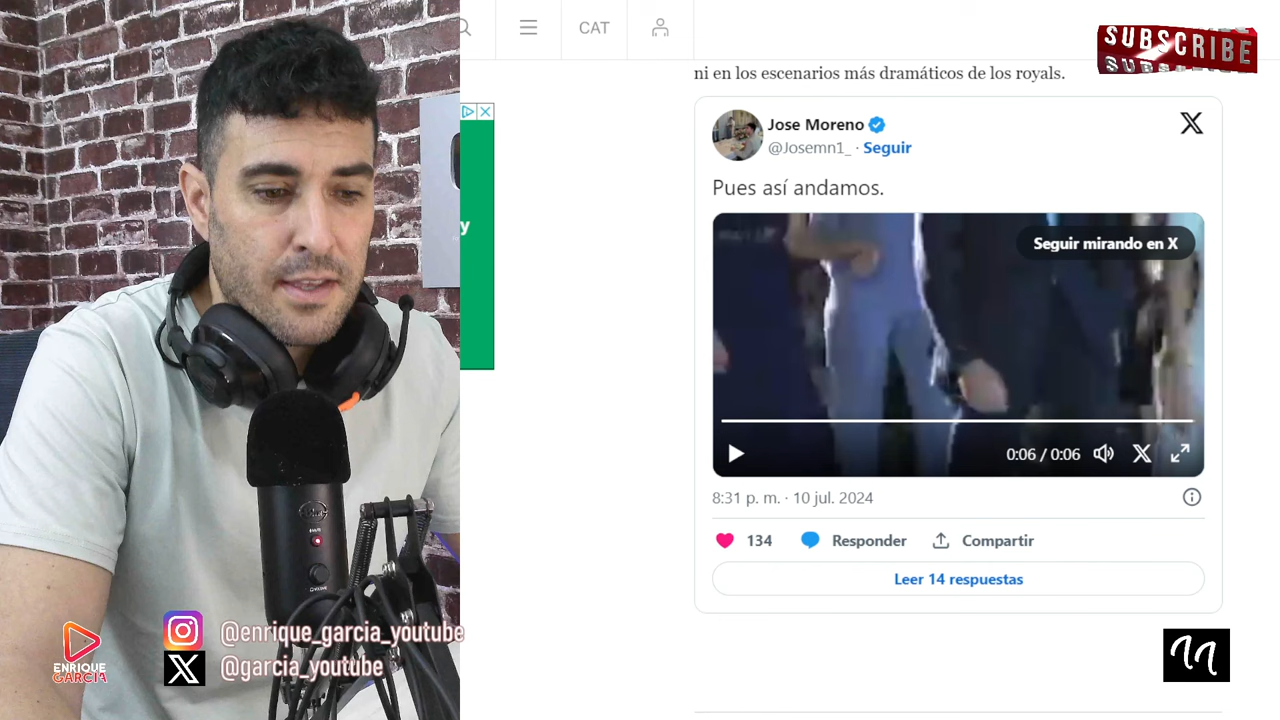 CAT
SUBSCRIBE
ni en los escenarios más dramáticos de los royals.
Jose Moreno
@Josemn1_ · Seguir
Pues así andamos.
y
Seguir mirando en X
0:06 / 0:06
8:31 p. m. · 10 jul. 2024
134 Responder Compartir
Leer 14 respuestas
@enrique_garcia_youtube
@garcia_youtube
ENRIQUE
GARCIA